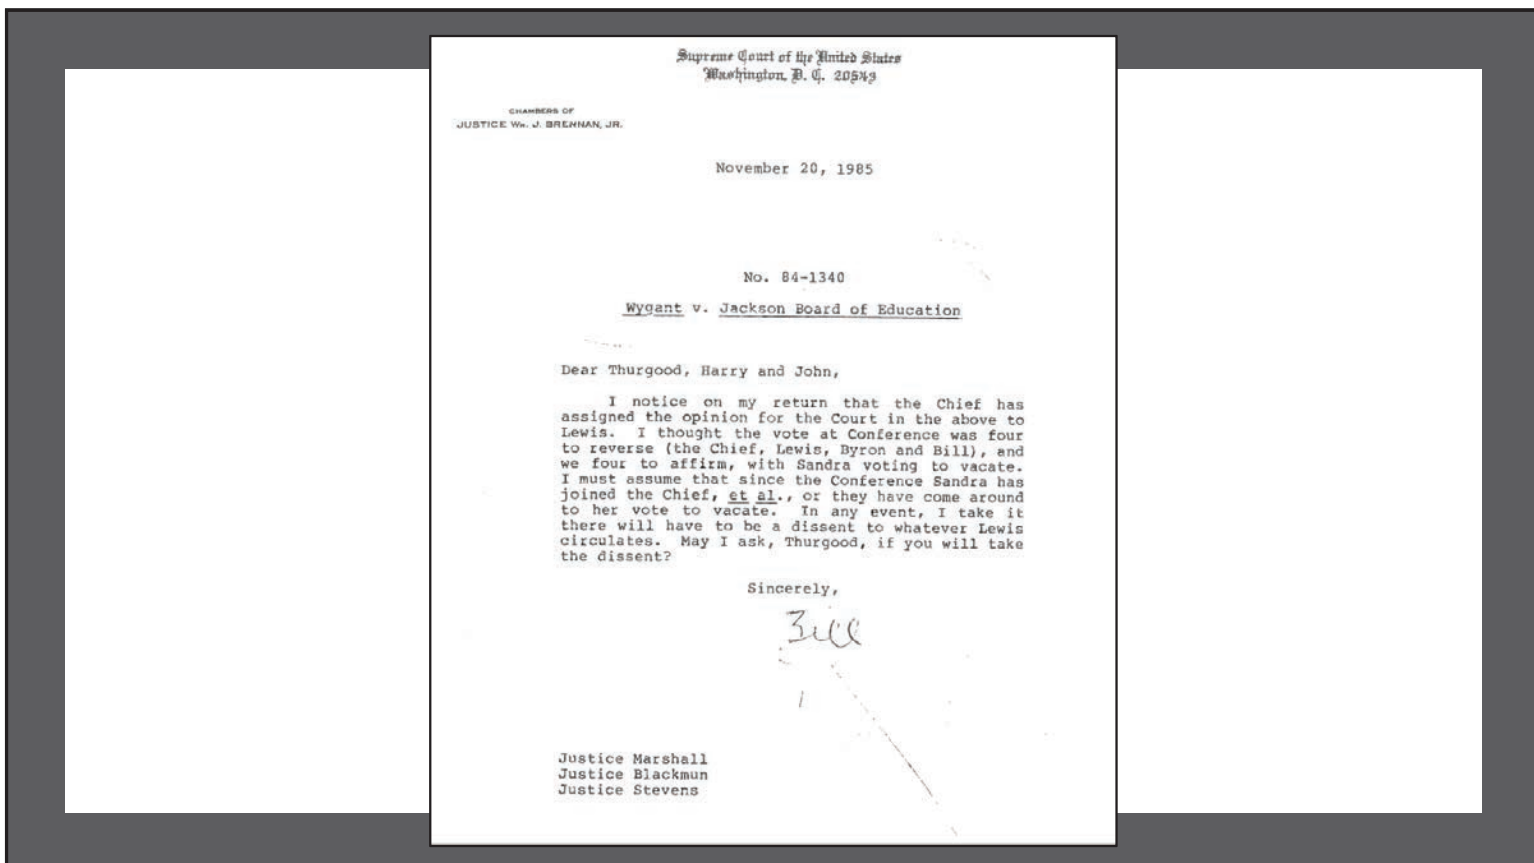 Supreme Court of the United States
Washington, D. C. 20543
CHAMBERS OF
JUSTICE Wm. J. BRENNAN, JR.
November 20, 1985
No. 84-1340
Wygant v. Jackson Board of Education
Dear Thurgood, Harry and John,
I notice on my return that the Chief has
assigned the opinion for the Court in the above to
Lewis. I thought the vote at Conference was four
to reverse (the Chief, Lewis, Byron and Bill), and
we four to affirm, with Sandra voting to vacate.
I must assume that since the Conference Sandra has
joined the Chief, et al., or they have come around
to her vote to vacate. In any event, I take it
there will have to be a dissent to whatever Lewis
circulates. May I ask, Thurgood, if you will take
the dissent?
Sincerely,
Bill
Justice Marshall
Justice Blackmun
Justice Stevens